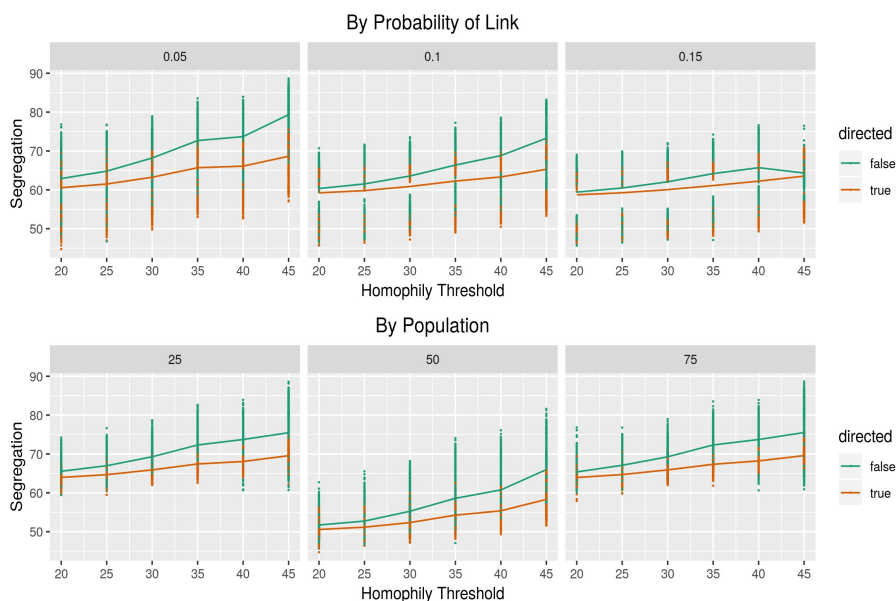 By Probability of Link
0.05 0.1 0.15
90
80
70
60
50
Segregation
20 25 30 35 40 45 20 25 30 35 40 45 20 25 30 35 40 45
Homophily Threshold
directed
false
true
By Population
25 50 75
90
80
70
60
50
Segregation
20 25 30 35 40 45 20 25 30 35 40 45 20 25 30 35 40 45
Homophily Threshold
directed
false
true